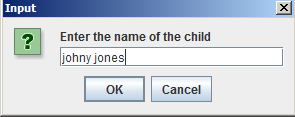 Input
?
Enter the name of the child
johny jones
OK Cancel